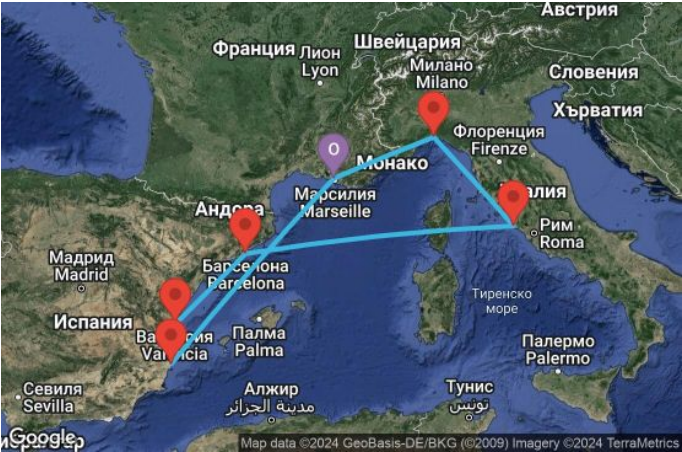 Австрия
Франция
Лион
Lyon
Швейцария
Милано
Milano
Словения
Хърватия
Флоренция
Firenze
O
Монако
Марсилия
Marseille
Андора
Рим
Roma
Барселона
Barcelona
Мадрид
Madrid
Тиренско
море
Испания
Палма
Palma
Палермо
Palermo
Севиля
Sevilla
Алжир
مدينة الجزائر
Тунис
تونس
Google
Map data ©2024 GeoBasis-DE/BKG (©2009) Imagery ©2024 TerraMetrics